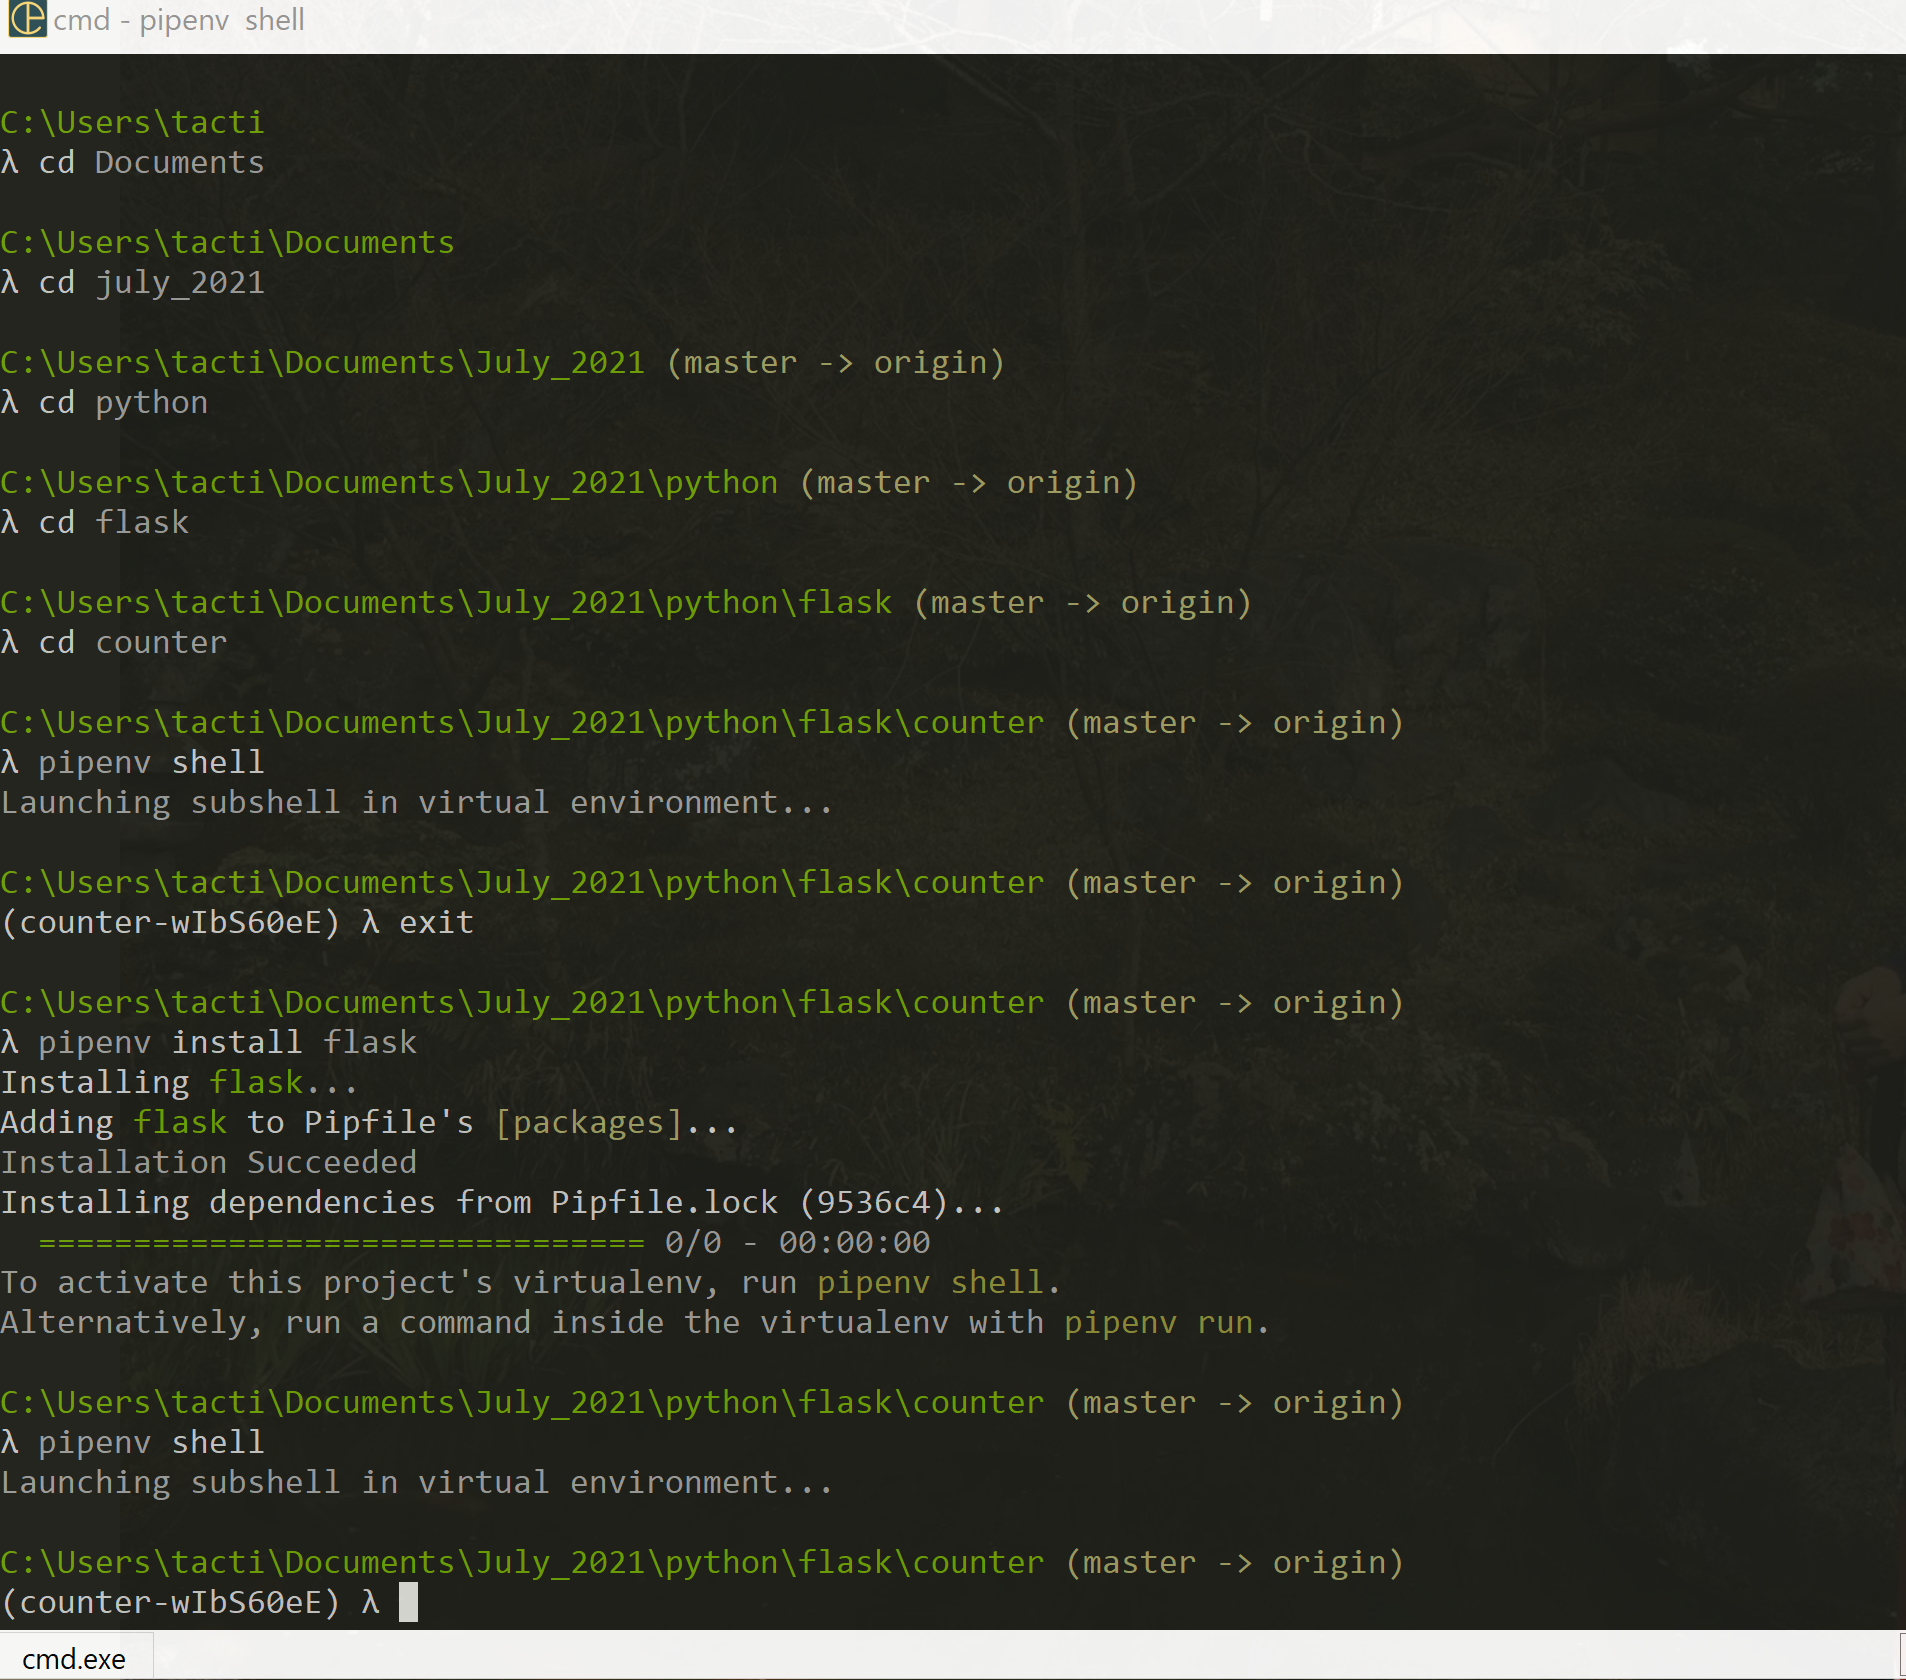 cmd - pipenv  shell
C:\Users\tacti
λ cd Documents
C:\Users\tacti\Documents
λ cd july_2021
C:\Users\tacti\Documents\July_2021 (master -> origin)
λ cd python
C:\Users\tacti\Documents\July_2021\python (master -> origin)
λ cd flask
C:\Users\tacti\Documents\July_2021\python\flask (master -> origin)
λ cd counter
C:\Users\tacti\Documents\July_2021\python\flask\counter (master -> origin)
λ pipenv shell
Launching subshell in virtual environment...
C:\Users\tacti\Documents\July_2021\python\flask\counter (master -> origin)
(counter-wIbS60eE) λ exit
C:\Users\tacti\Documents\July_2021\python\flask\counter (master -> origin)
λ pipenv install flask
Installing flask...
Adding flask to Pipfile's [packages]...
Installation Succeeded
Installing dependencies from Pipfile.lock (9536c4)...
  ================================ 0/0 - 00:00:00
To activate this project's virtualenv, run pipenv shell.
Alternatively, run a command inside the virtualenv with pipenv run.
C:\Users\tacti\Documents\July_2021\python\flask\counter (master -> origin)
λ pipenv shell
Launching subshell in virtual environment...
C:\Users\tacti\Documents\July_2021\python\flask\counter (master -> origin)
(counter-wIbS60eE) λ
cmd.exe